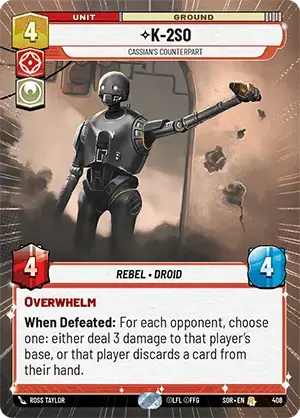 UNIT GROUND
4
K-2SO
CASSIAN'S COUNTERPART
4 REBEL • DROID 4
OVERWHELM
When Defeated: For each opponent, choose
one: either deal 3 damage to that player's
base, or that player discards a card from
their hand.
ROSS TAYLOR ©LFL ©FFG SOR•EN 408